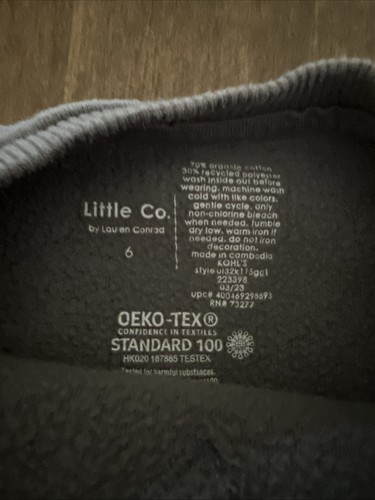 Little Co.
by Lauren Conrad
6
70% organic cotton
30% recycled polyester
wash inside out before
wearing. machine wash
cold with like colors.
gentle cycle. only
non-chlorine bleach
when needed. tumble
dry low. warm iron if
needed. do not iron
decoration.
made in cambodia
KOHL'S
223398
03/23
RN# 73277
OEKO-TEX®
CONFIDENCE IN TEXTILES
STANDARD 100
HK020 187885 TESTEX
Tested for harmful substances.